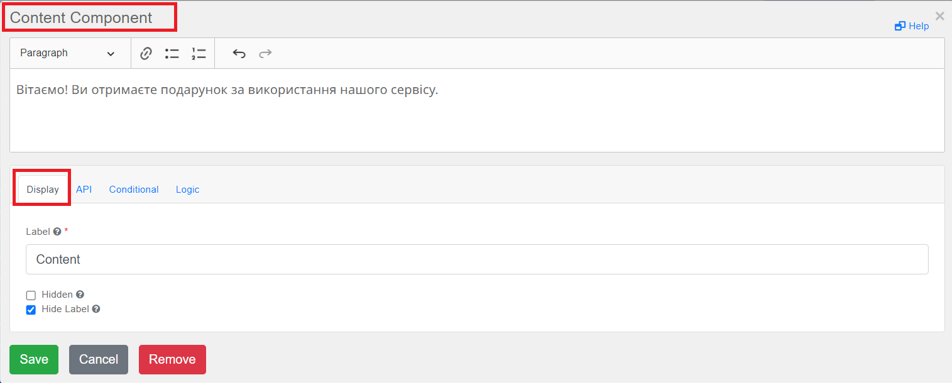 Content Component
×
Help
Paragraph
Вітаємо! Ви отримаєте подарунок за використання нашого сервісу.
Display API Conditional Logic
Label ? *
Content
Hidden ?
Hide Label ?
Save Cancel Remove